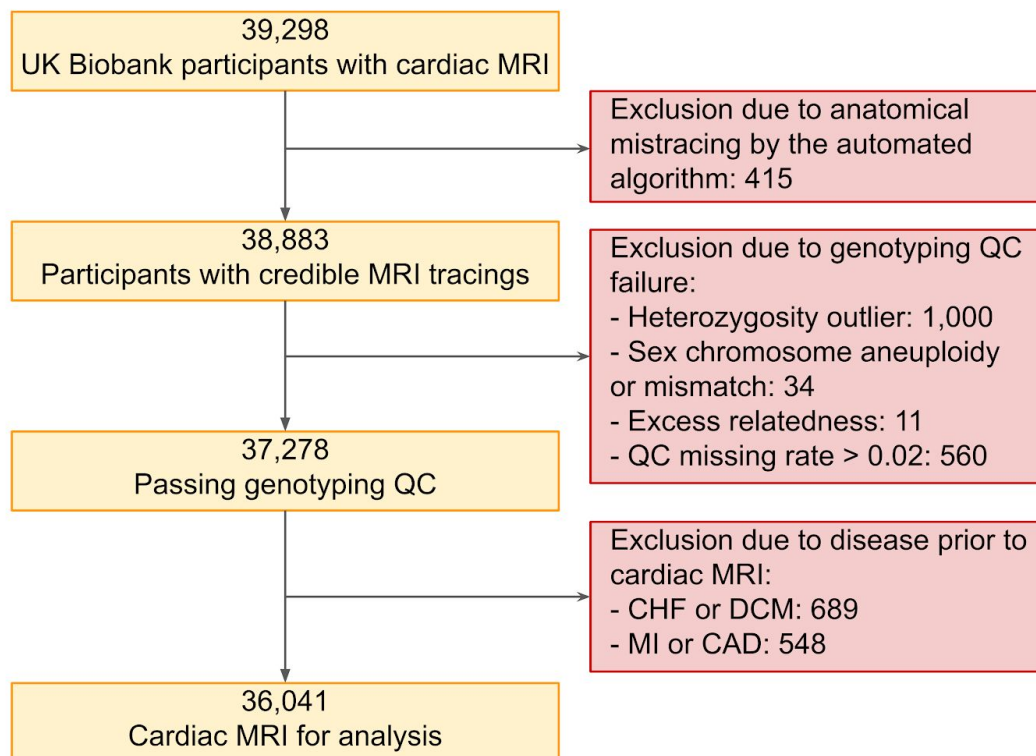 39,298
UK Biobank participants with cardiac MRI
Exclusion due to anatomical
mistracing by the automated
algorithm: 415
38,883
Participants with credible MRI tracings
Exclusion due to genotyping QC
failure:
- Heterozygosity outlier: 1,000
- Sex chromosome aneuploidy
or mismatch: 34
- Excess relatedness: 11
- QC missing rate > 0.02: 560
37,278
Passing genotyping QC
Exclusion due to disease prior to
cardiac MRI:
- CHF or DCM: 689
- MI or CAD: 548
36,041
Cardiac MRI for analysis